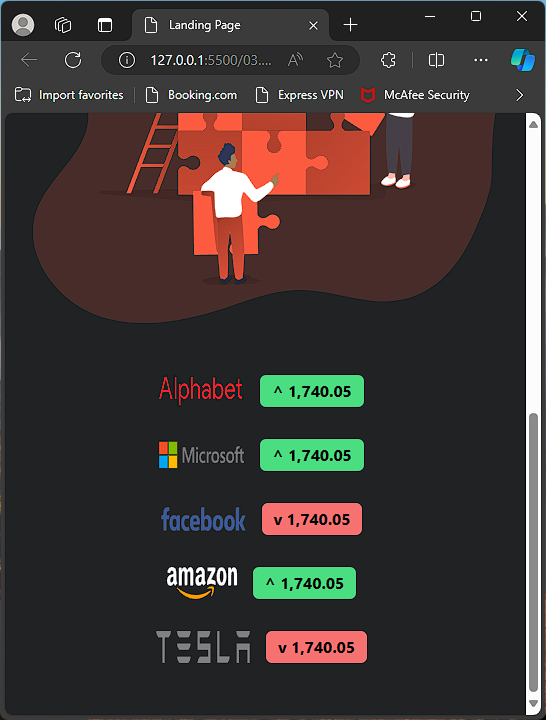 Landing Page
127.0.0.1:5500/03....
Import favorites Booking.com Express VPN McAfee Security
Alphabet ^ 1,740.05
Microsoft ^ 1,740.05
facebook v 1,740.05
amazon ^ 1,740.05
TESLA v 1,740.05